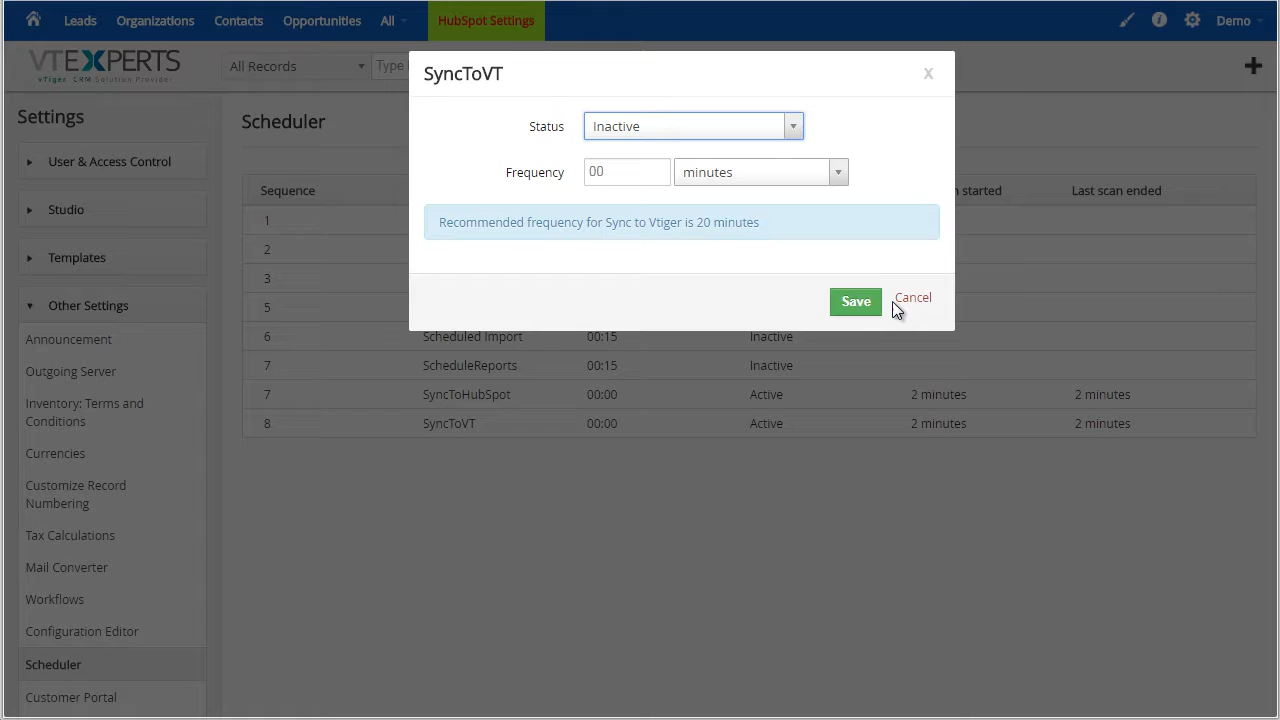 Leads Organizations Contacts Opportunities All HubSpot Settings Demo
VTEXPERTS
vTiger CRM Solution Provider
All Records Type
SyncToVT x
Status Inactive
Frequency 00 minutes
Recommended frequency for Sync to Vtiger is 20 minutes
Save Cancel
Settings
User & Access Control
Studio
Templates
Other Settings
Announcement
Outgoing Server
Inventory: Terms and
Conditions
Currencies
Customize Record
Numbering
Tax Calculations
Mail Converter
Workflows
Configuration Editor
Scheduler
Customer Portal
Scheduler
Sequence started Last scan ended
1
2
3
5
6 Scheduled Import 00:15 Inactive
7 ScheduleReports 00:15 Inactive
7 SyncToHubSpot 00:00 Active 2 minutes 2 minutes
8 SyncToVT 00:00 Active 2 minutes 2 minutes